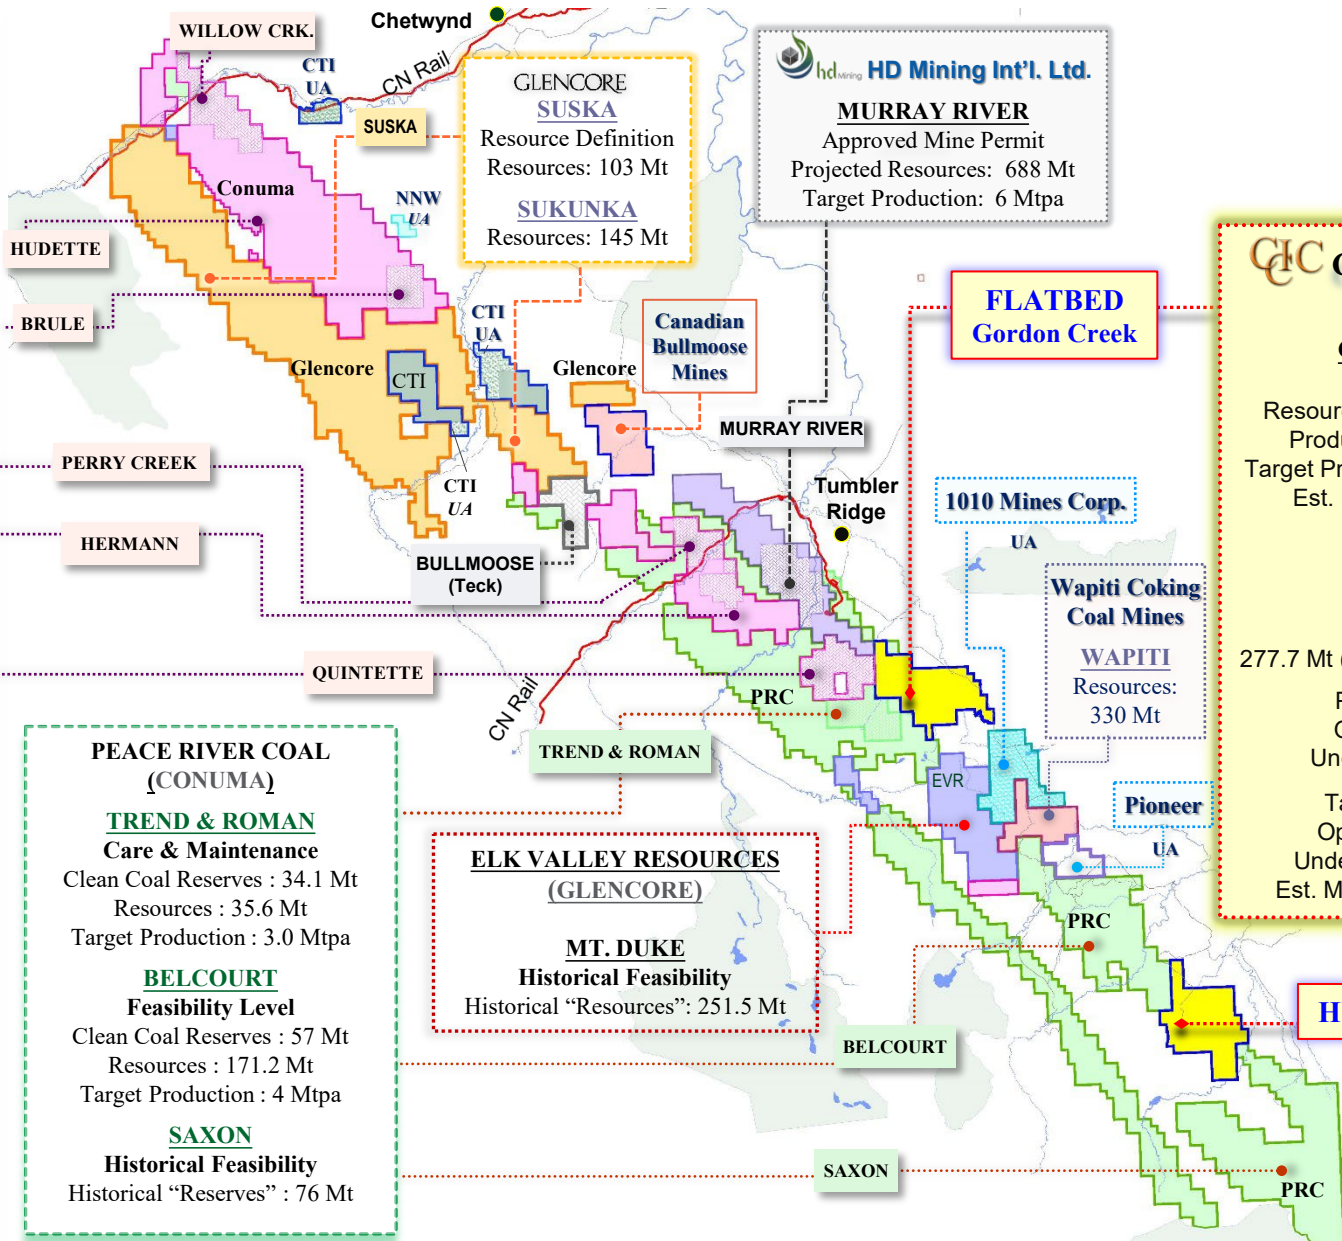 WILLOW CRK.
Chetwynd
CTI
UA
CN Rail
SUSKA
GLENCORE
SUSKA
Resource Definition
Resources: 103 Mt
SUKUNKA
Resources: 145 Mt
hd Mining HD Mining Int'l. Ltd.
MURRAY RIVER
Approved Mine Permit
Projected Resources: 688 Mt
Target Production: 6 Mtpa
Conuma
NNW
UA
HUDETTE
BRULE
CTI
UA
Canadian
Bullmoose
Mines
FLATBED
Gordon Creek
Glencore
CTI
Glencore
MURRAY RIVER
PERRY CREEK
CTI
UA
Tumbler
Ridge
1010 Mines Corp.
UA
HERMANN
BULLMOOSE
(Teck)
Wapiti Coking
Coal Mines
WAPITI
Resources:
330 Mt
QUINTETTE
PRC
CN Rail
TREND & ROMAN
EVR
Pioneer
UA
277.7 Mt
PEACE RIVER COAL
(CONUMA)
TREND & ROMAN
Care & Maintenance
Clean Coal Reserves : 34.1 Mt
Resources : 35.6 Mt
Target Production : 3.0 Mtpa
BELCOURT
Feasibility Level
Clean Coal Reserves : 57 Mt
Resources : 171.2 Mt
Target Production : 4 Mtpa
SAXON
Historical Feasibility
Historical “Reserves” : 76 Mt
ELK VALLEY RESOURCES
(GLENCORE)
MT. DUKE
Historical Feasibility
Historical “Resources”: 251.5 Mt
PRC
BELCOURT
H
SAXON
PRC
Target
Est.
Est.